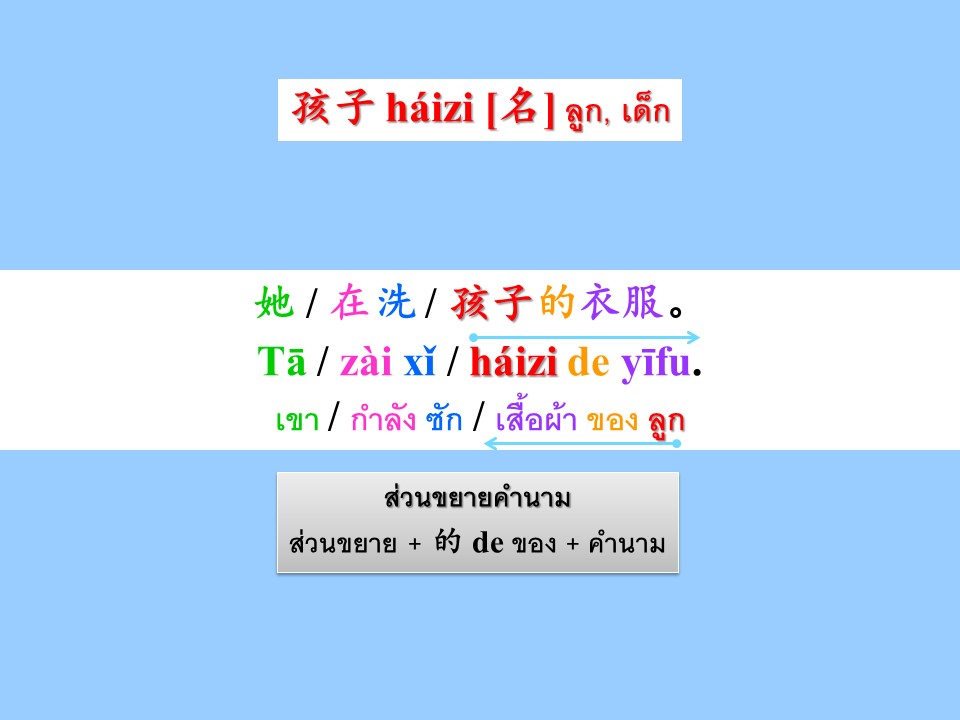 孩子 háizi [名] ลูก, เด็ก
她 / 在 洗 / 孩子的衣服。
Tā / zài xǐ / háizi de yīfu.
เขา / กำลัง ซัก / เสื้อผ้า ของ ลูก
ส่วนขยายคำนาม
ส่วนขยาย + 的 de ของ + คำนาม